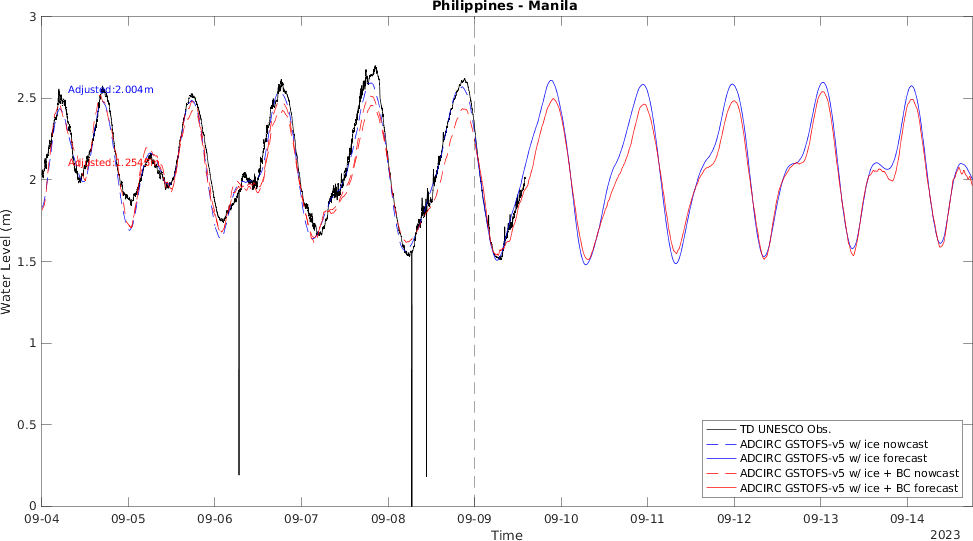 Philippines - Manila
3
2.5
2
1.5
1
0.5
0
Water Level (m)
Adjusted:2.004m
Adjusted:1.254
09-04
09-05
09-06
09-07
09-08
09-09
09-10
09-11
09-12
09-13
09-14
Time
2023
TD UNESCO Obs.
ADCIRC GSTOFS-v5 w/ ice nowcast
ADCIRC GSTOFS-v5 w/ ice forecast
ADCIRC GSTOFS-v5 w/ ice + BC nowcast
ADCIRC GSTOFS-v5 w/ ice + BC forecast